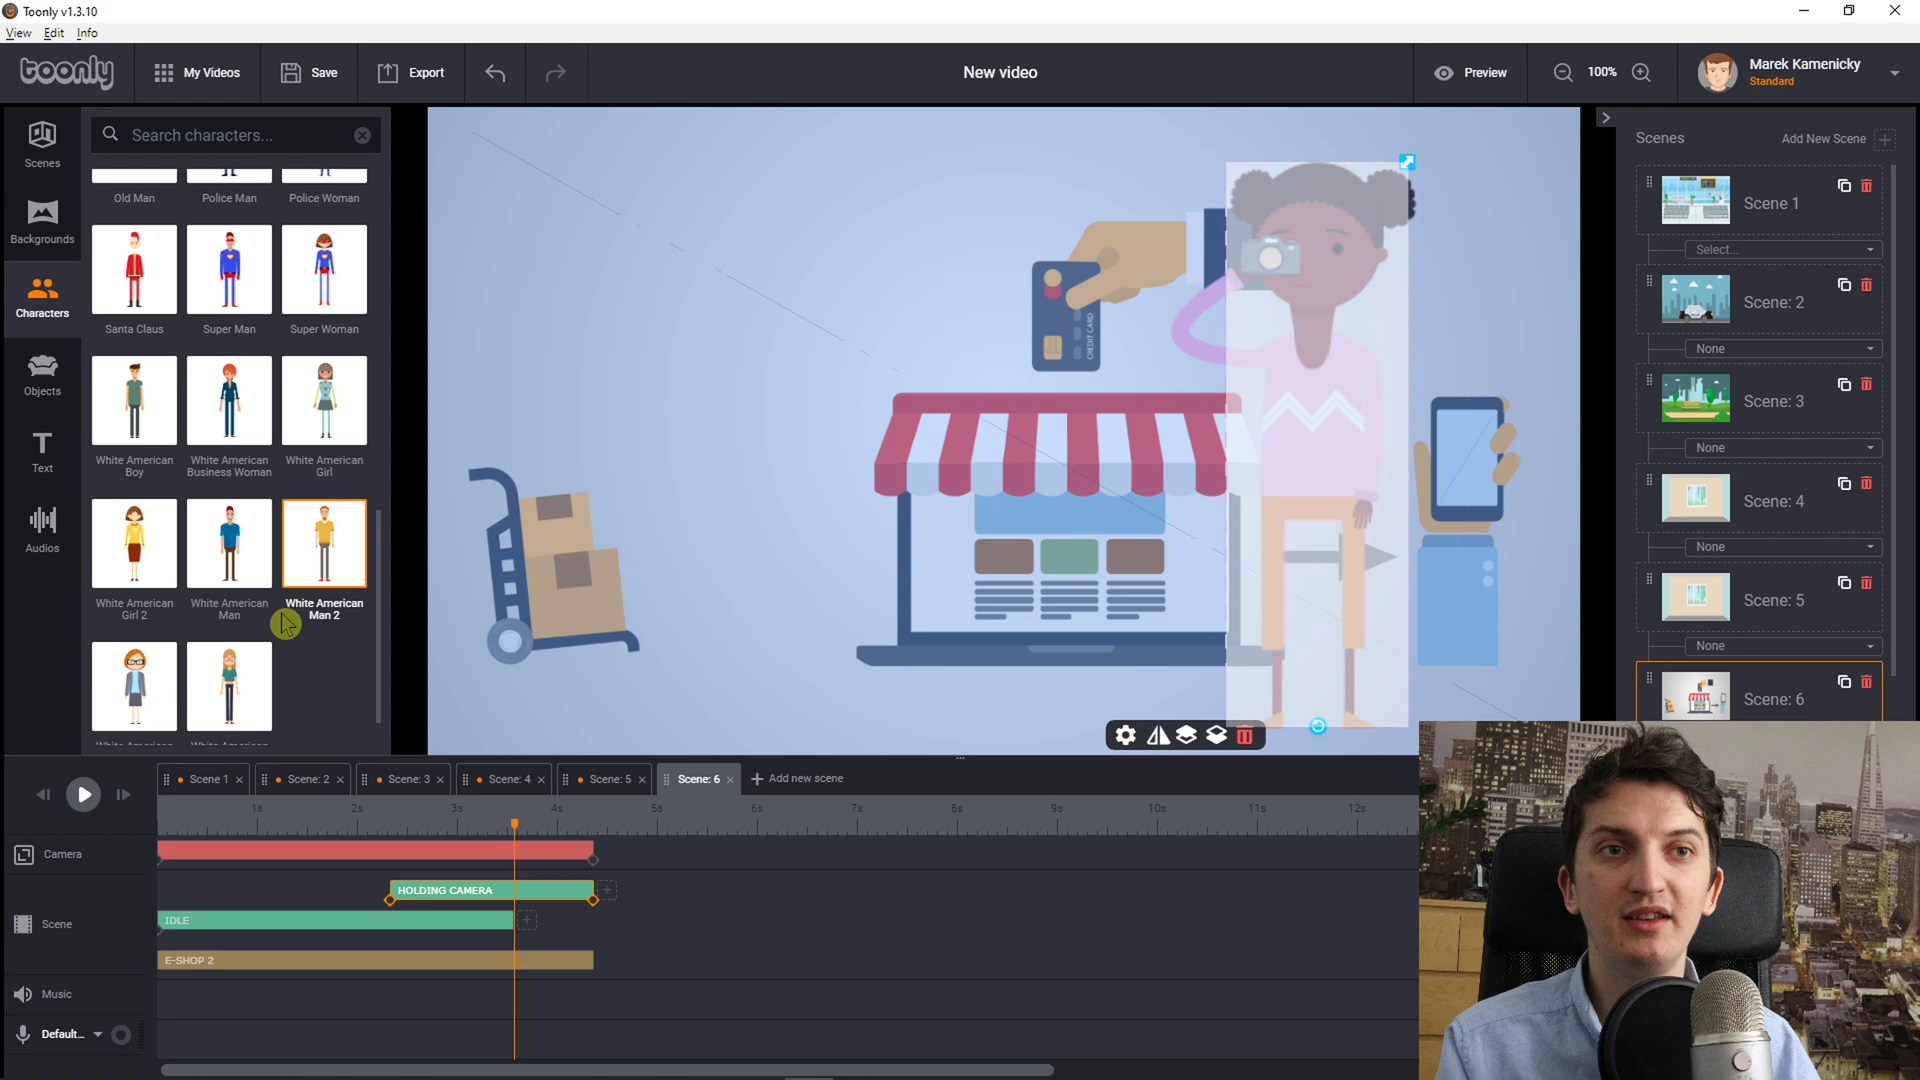 Toonly v1.3.10
View Edit Info
toonly
My Videos
Save
Export
New video
Preview
100%
Marek Kamenicky
Standard
Scenes
Backgrounds
Characters
Objects
Text
Audios
Search characters...
Old Man
Police Man
Police Woman
Santa Claus
Super Man
Super Woman
White American
Boy
White American
Business Woman
White American
Girl
White American
Girl 2
White American
Man
White American
Man 2
CREDIT CARD
Scenes
Add New Scene
Scene 1
Select...
Scene: 2
None
Scene: 3
None
Scene: 4
None
Scene: 5
None
Scene: 6
Scene 1
Scene: 2
Scene: 3
Scene: 4
Scene: 5
Scene: 6
Add new scene
1s 2s 3s 4s 5s 6s 7s 8s 9s 10s 11s 12s
Camera
HOLDING CAMERA
Scene
IDLE
E-SHOP 2
Music
Default...